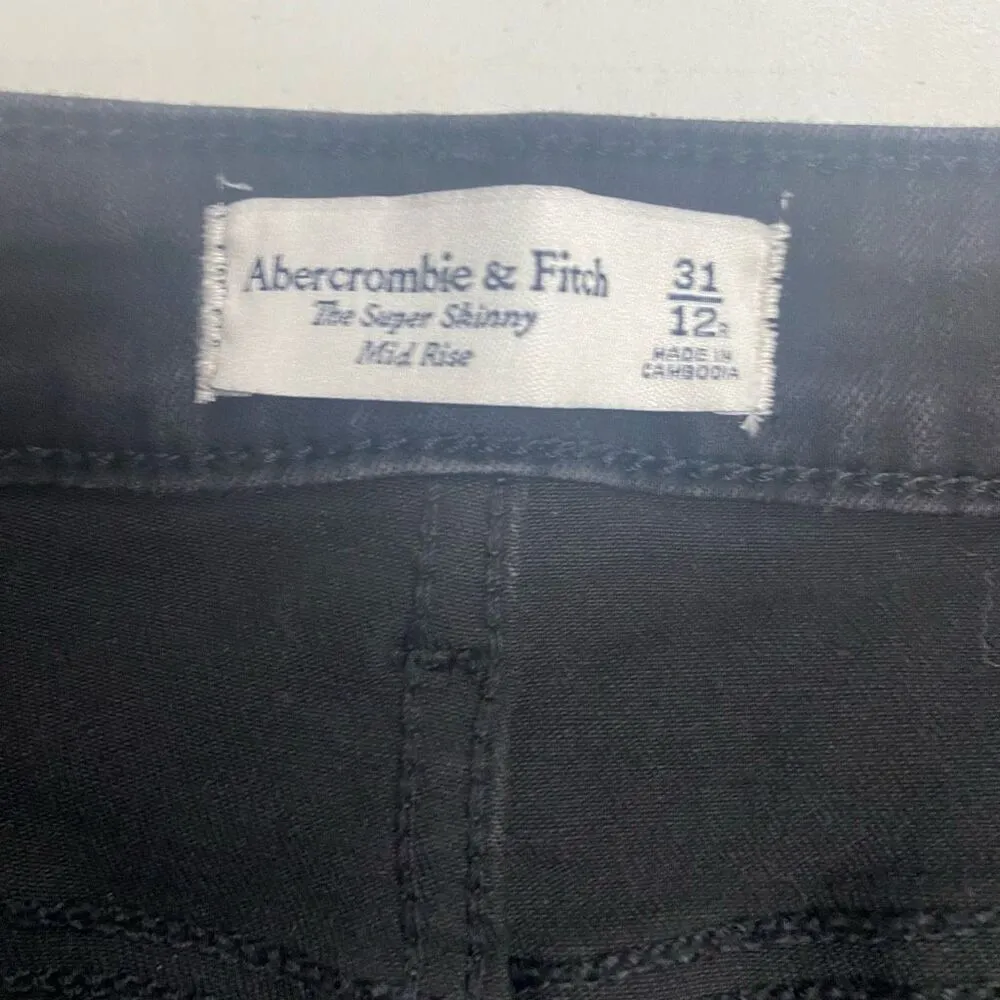 Abercrombie & Fitch
The Super Skinny
Mid Rise
31
12R
MADE IN
CAMBODIA